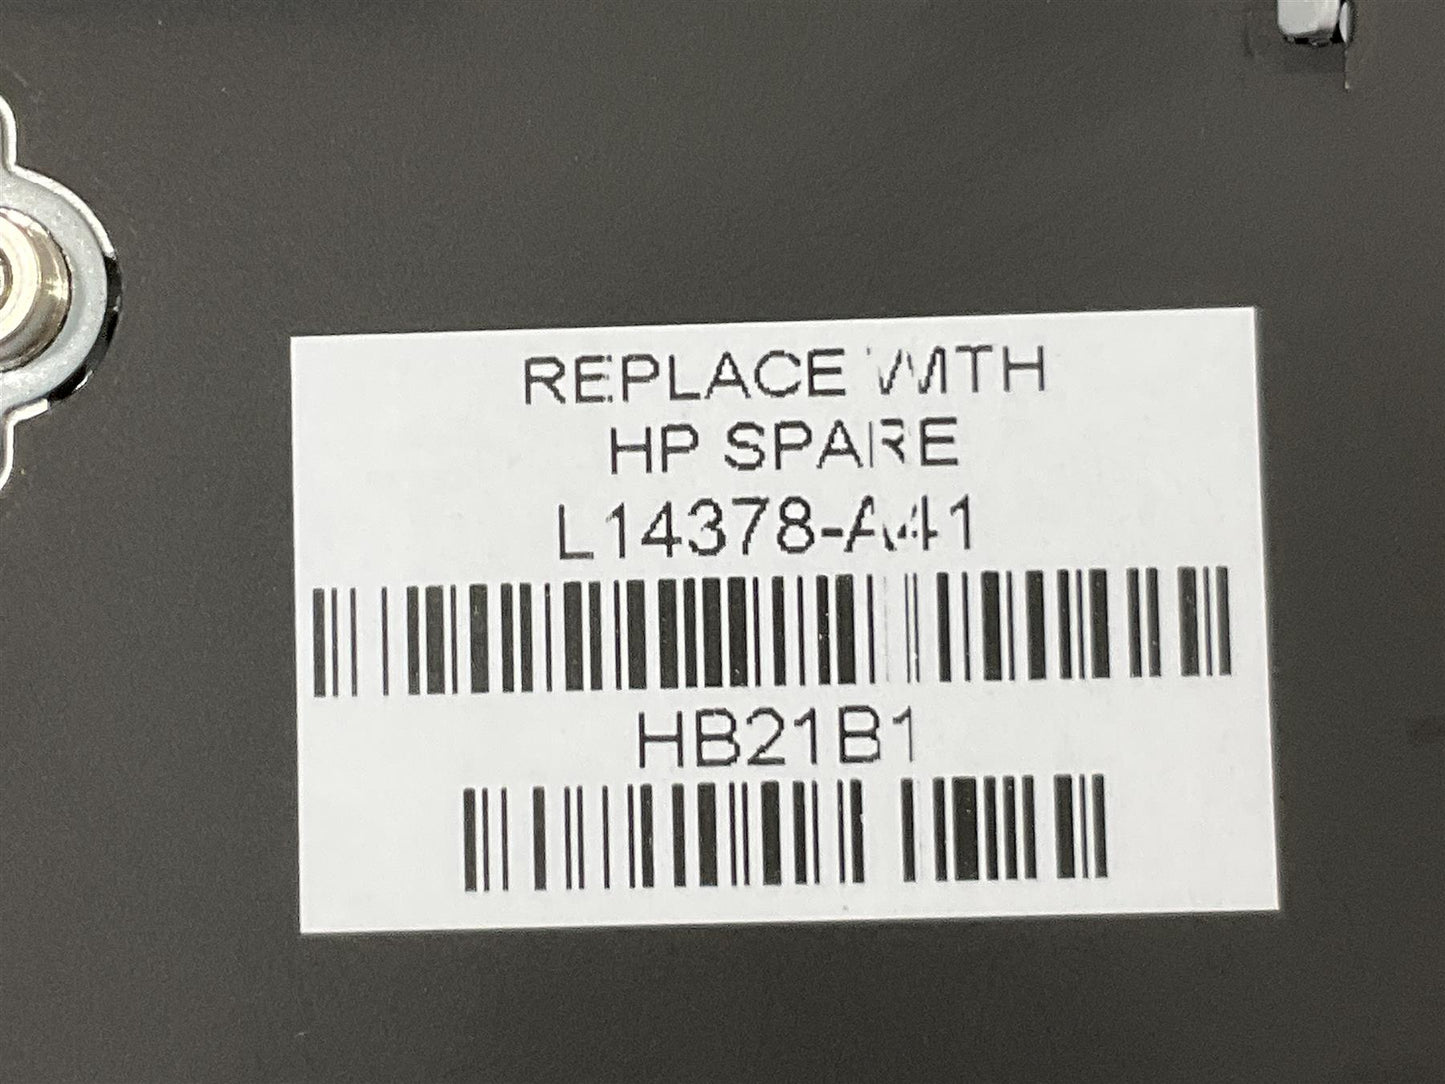 REPLACE WITH
HP SPARE
L14378-A41
HB21B1